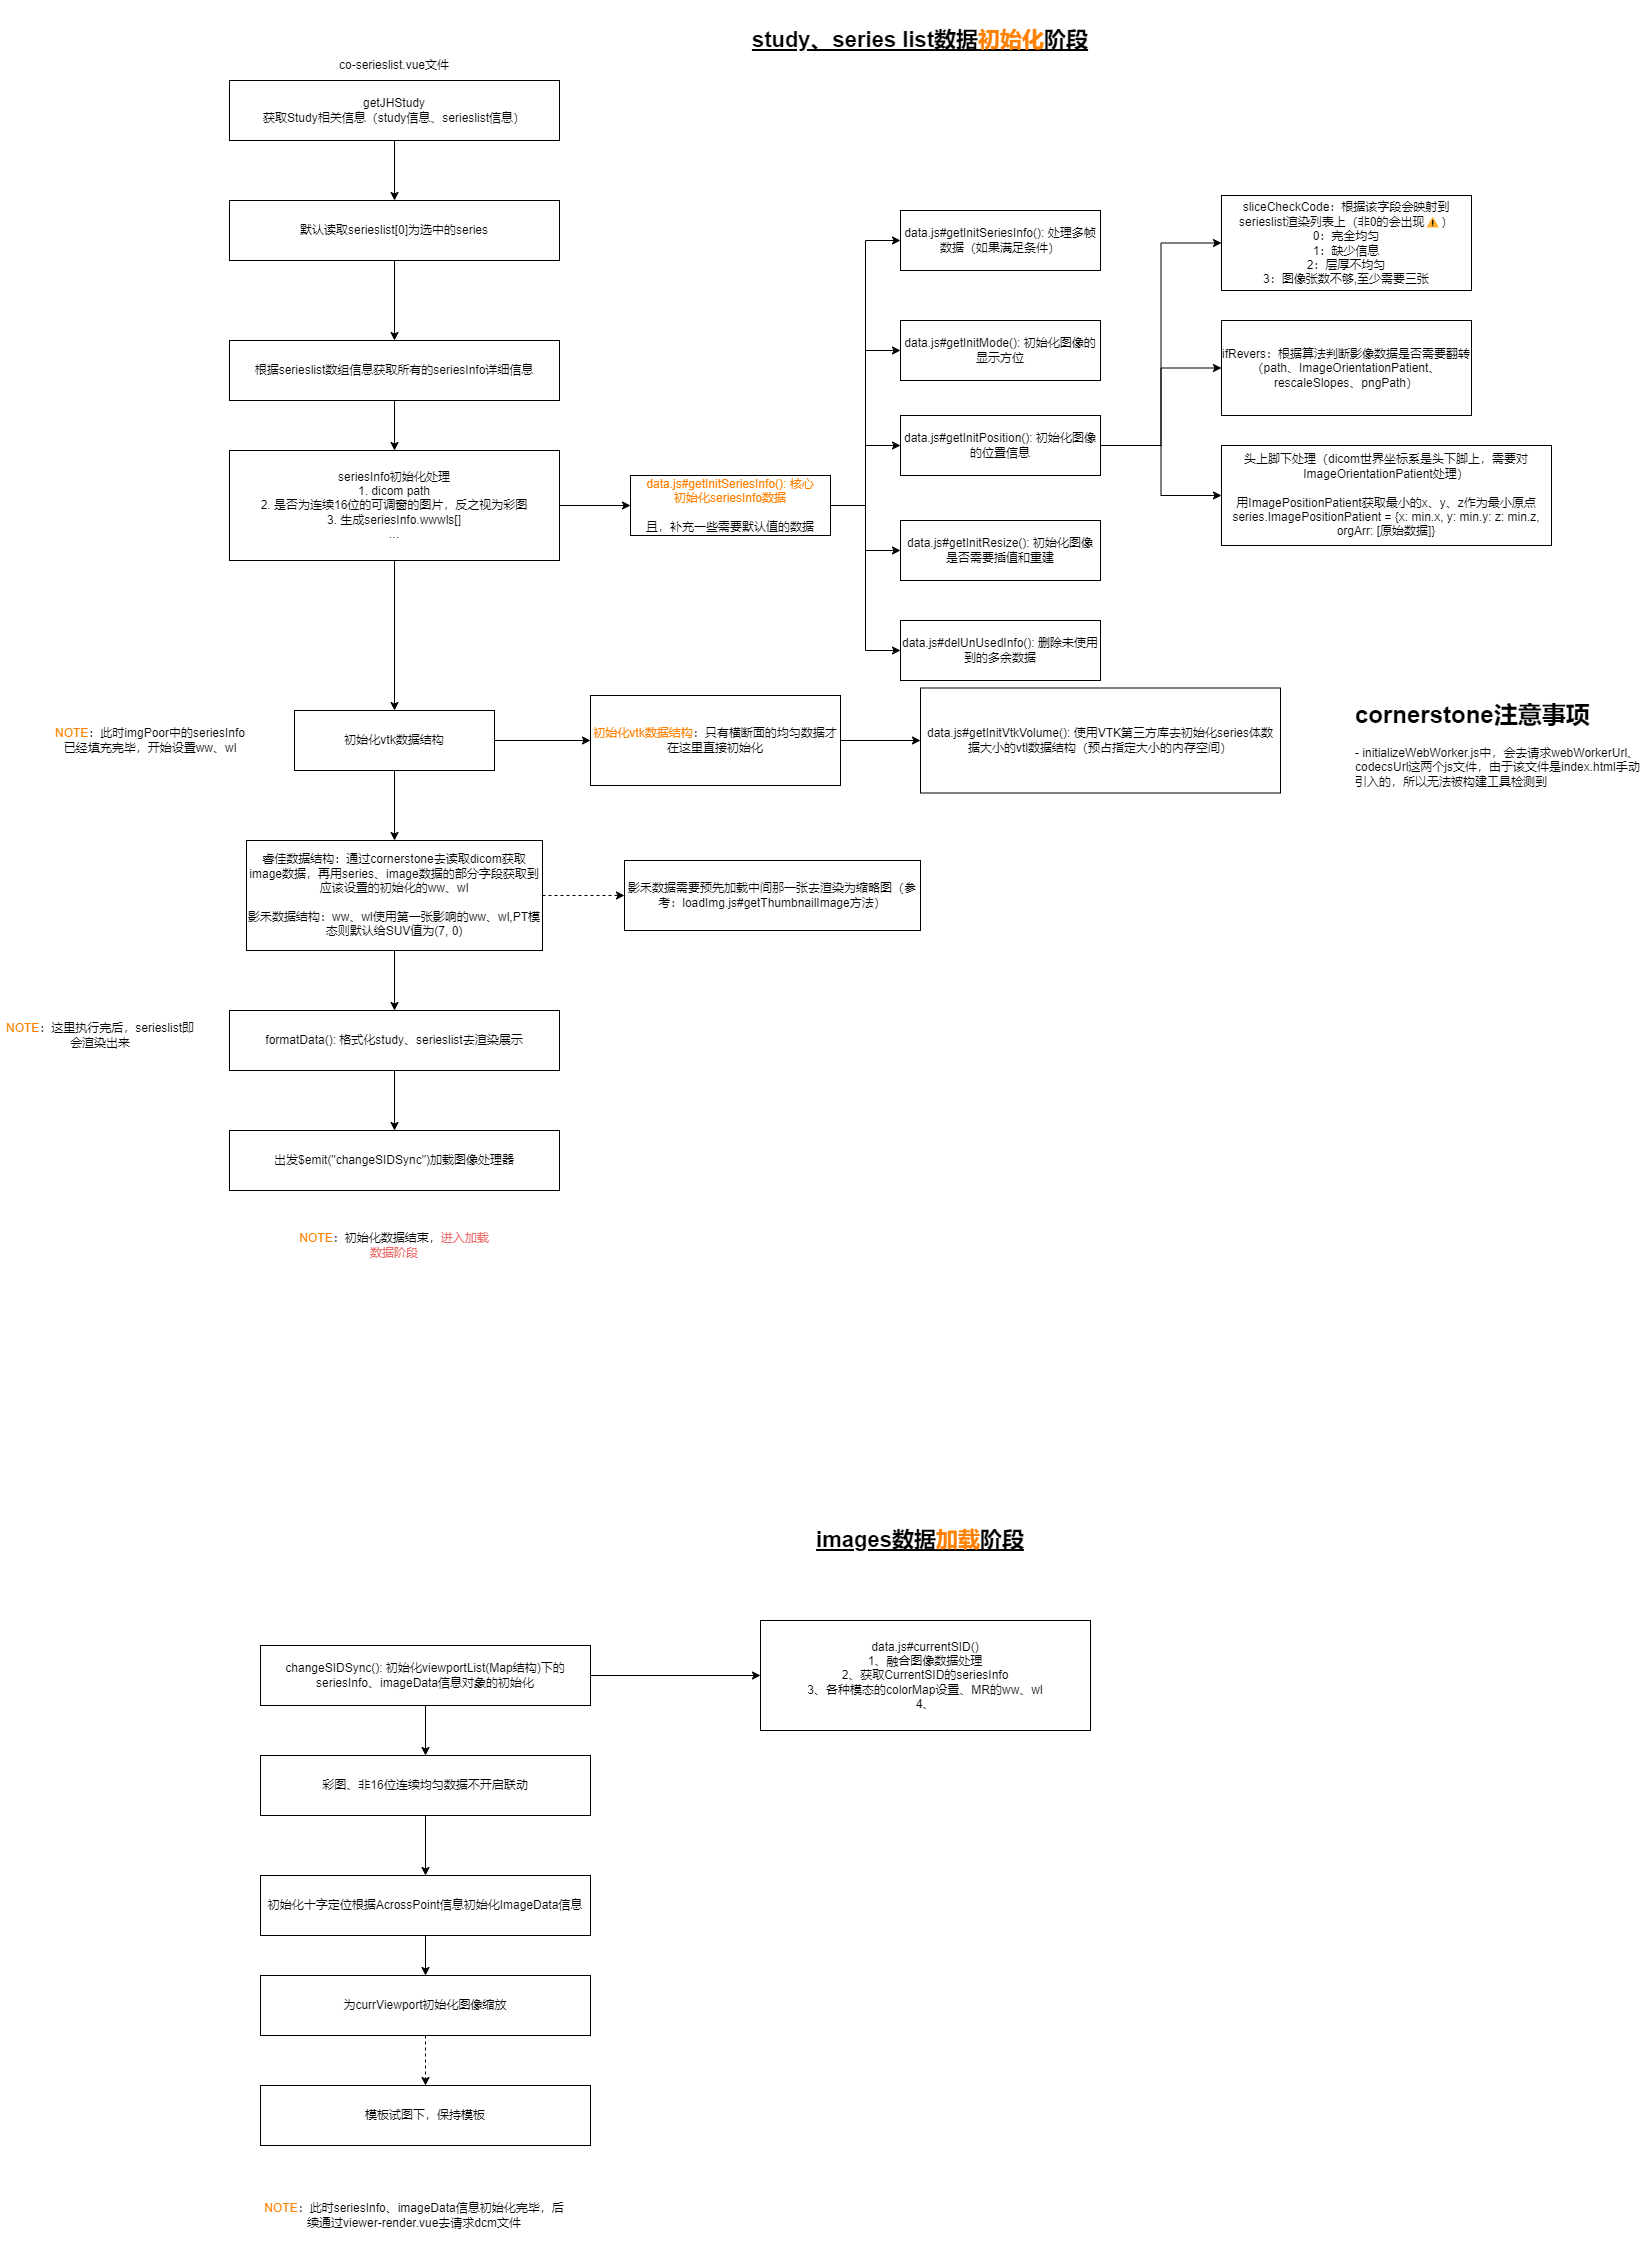 study、series list数据初始化阶段
co-serieslist.vue文件
getJHStudy
获取Study相关信息（study信息、serieslist信息）
默认读取serieslist[0]为选中的series
根据serieslist数组信息获取所有的seriesInfo详细信息
seriesInfo初始化处理
1. dicom path
2. 是否为连续16位的可调窗的图片，反之视为彩图
3. 生成seriesInfo.wwwls[]
...
data.js#getInitSeriesInfo(): 核心
初始化seriesInfo数据
且，补充一些需要默认值的数据
data.js#getInitSeriesInfo(): 处理多帧
数据（如果满足条件）
data.js#getInitMode(): 初始化图像的
显示方位
data.js#getInitPosition(): 初始化图像
的位置信息
data.js#getInitResize(): 初始化图像
是否需要插值和重建
data.js#delUnUsedInfo(): 删除未使用
到的多余数据
sliceCheckCode：根据该字段会映射到
serieslist渲染列表上（非0的会出现⚠️）
0：完全均匀
1：缺少信息
2：层厚不均匀
3：图像张数不够,至少需要三张
ifRevers：根据算法判断影像数据是否需要翻转
（path、ImageOrientationPatient、
rescaleSlopes、pngPath）
头上脚下处理（dicom世界坐标系是头下脚上，需要对
ImageOrientationPatient处理）
用ImagePositionPatient获取最小的x、y、z作为最小原点
series.ImagePositionPatient = {x: min.x, y: min.y: z: min.z,
orgArr: [原始数据]}
NOTE：此时imgPoor中的seriesInfo
已经填充完毕，开始设置ww、wl
初始化vtk数据结构
初始化vtk数据结构：只有横断面的均匀数据才
在这里直接初始化
data.js#getInitVtkVolume(): 使用VTK第三方库去初始化series体数
据大小的vtl数据结构（预占指定大小的内存空间）
cornerstone注意事项
- initializeWebWorker.js中，会去请求webWorkerUrl、
codecsUrl这两个js文件，由于该文件是index.html手动
引入的，所以无法被构建工具检测到
睿佳数据结构：通过cornerstone去读取dicom获取
image数据，再用series、image数据的部分字段获取到
应该设置的初始化的ww、wl
影禾数据结构：ww、wl使用第一张影响的ww、wl,PT模
态则默认给SUV值为(7, 0)
影禾数据需要预先加载中间那一张去渲染为缩略图（参
考：loadImg.js#getThumbnailImage方法）
NOTE：这里执行完后，serieslist即
会渲染出来
formatData(): 格式化study、serieslist去渲染展示
出发$emit("changeSIDSync")加载图像处理器
NOTE：初始化数据结束，进入加载
数据阶段
images数据加载阶段
changeSIDSync(): 初始化viewportList(Map结构)下的
seriesInfo、imageData信息对象的初始化
data.js#currentSID()
1、融合图像数据处理
2、获取CurrentSID的seriesInfo
3、各种模态的colorMap设置、MR的ww、wl
4、
彩图、非16位连续均匀数据不开启联动
初始化十字定位根据AcrossPoint信息初始化ImageData信息
为currViewport初始化图像缩放
模板试图下，保持模板
NOTE：此时seriesInfo、imageData信息初始化完毕，后
续通过viewer-render.vue去请求dcm文件